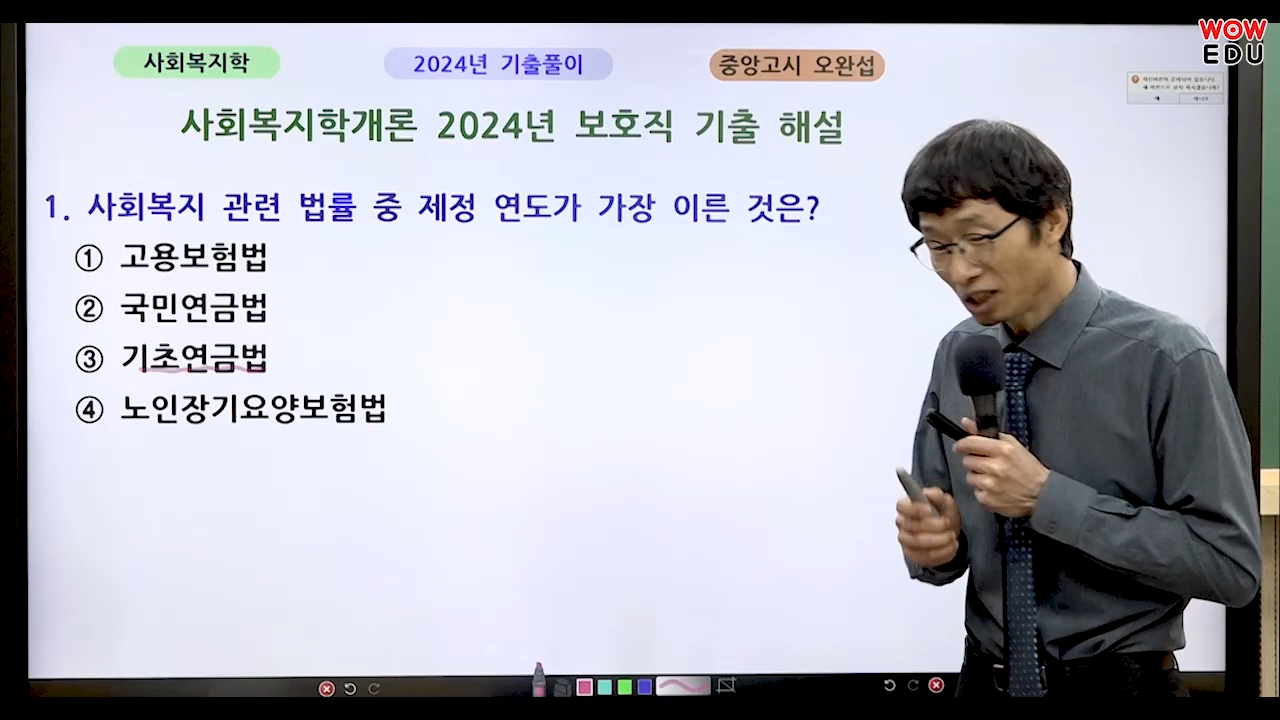 WOW
EDU
사회복지학
2024년 기출풀이
중앙고시 오완섭
사회복지학개론 2024년 보호직 기출 해설
1. 사회복지 관련 법률 중 제정 연도가 가장 이른 것은?
① 고용보험법
② 국민연금법
③ 기초연금법
④ 노인장기요양보험법